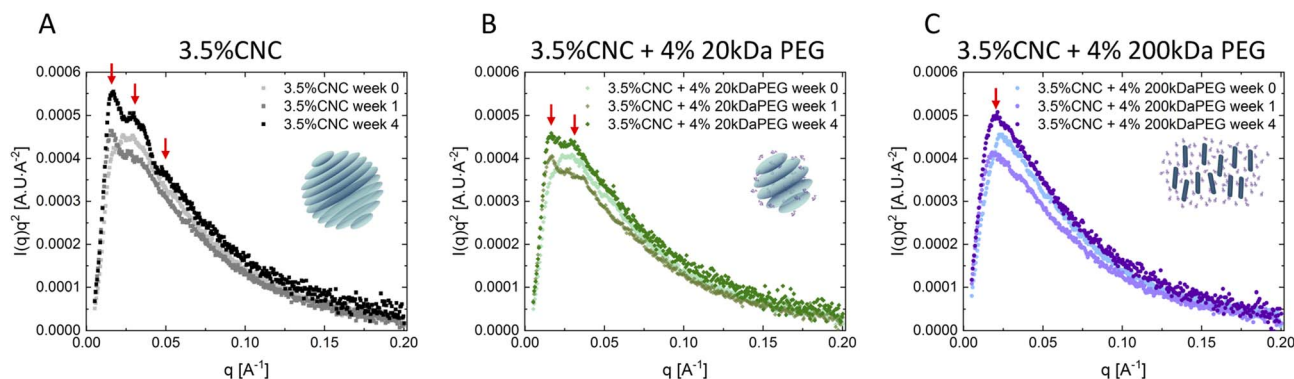 A
3.5%CNC
I(q)q² [A.U·A⁻²]
0.0006
0.0005
0.0004
0.0003
0.0002
0.0001
0.0000
3.5%CNC week 0
3.5%CNC week 1
3.5%CNC week 4
0.00 0.05 0.10 0.15 0.20
q [A⁻¹]
B
3.5%CNC + 4% 20kDa PEG
I(q)q² [A.U·A⁻²]
0.0006
0.0005
0.0004
0.0003
0.0002
0.0001
0.0000
3.5%CNC + 4% 20kDaPEG week 0
3.5%CNC + 4% 20kDaPEG week 1
3.5%CNC + 4% 20kDaPEG week 4
0.00 0.05 0.10 0.15 0.20
q [A⁻¹]
C
3.5%CNC + 4% 200kDa PEG
I(q)q² [A.U·A⁻²]
0.0006
0.0005
0.0004
0.0003
0.0002
0.0001
0.0000
3.5%CNC + 4% 200kDaPEG week 0
3.5%CNC + 4% 200kDaPEG week 1
3.5%CNC + 4% 200kDaPEG week 4
0.00 0.05 0.10 0.15 0.20
q [A⁻¹]